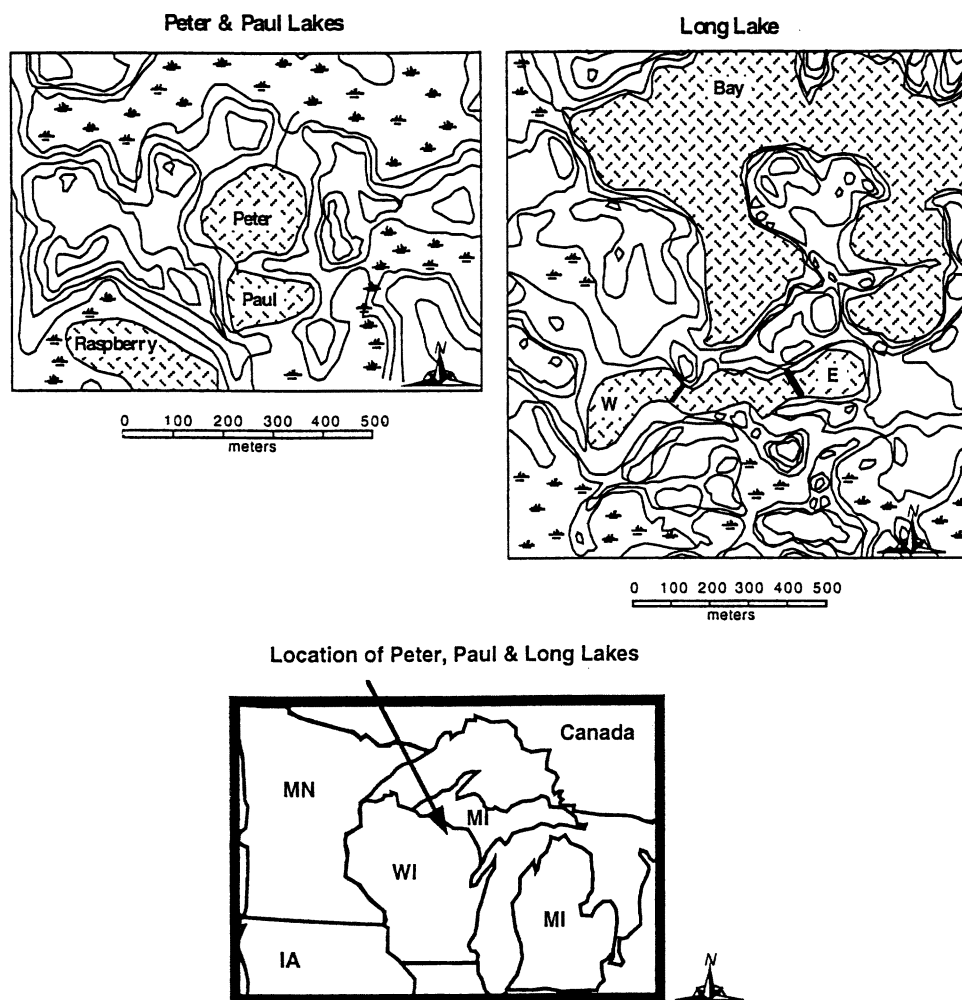 Peter & Paul Lakes
Peter
Paul
Raspberry
N
0 100 200 300 400 500
meters
Long Lake
Bay
W
E
N
0 100 200 300 400 500
meters
Location of Peter, Paul & Long Lakes
Canada
MN
MI
WI
MI
IA
N